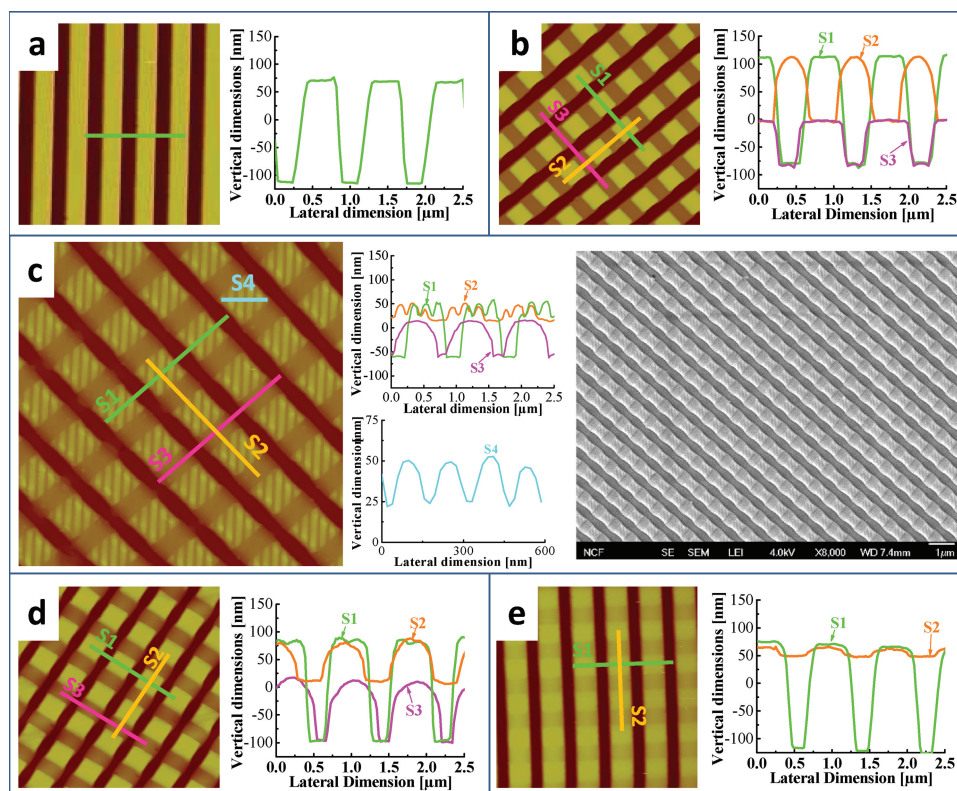 a
Vertical dimensions [nm]
150
100
50
0
-50
-100
0.0 0.5 1.0 1.5 2.0 2.5
Lateral dimension [µm]
b
S1
S3
S2
Vertical dimensions [nm]
150
100
50
0
-50
-100
S1
S2
S3
0.0 0.5 1.0 1.5 2.0 2.5
Lateral Dimension [µm]
c
S4
S1
S2
S3
Vertical dimension [nm]
150
100
50
0
-50
-100
S1
S2
S3
0.0 0.5 1.0 1.5 2.0 2.5
Lateral dimension [µm]
Vertical dimension [nm]
75
50
25
0
S4
0 300 600
Lateral dimension [nm]
NCF SE SEM LEI 4.0kV X8,000 WD 7.4mm 1µm
d
S1
S2
S3
Vertical dimensions [nm]
150
100
50
0
-50
-100
S1
S2
S3
0.0 0.5 1.0 1.5 2.0 2.5
Lateral Dimension [µm]
e
S1
S2
Vertical dimensions [nm]
150
100
50
0
-50
-100
S1
S2
0.0 0.5 1.0 1.5 2.0 2.5
Lateral Dimension [µm]